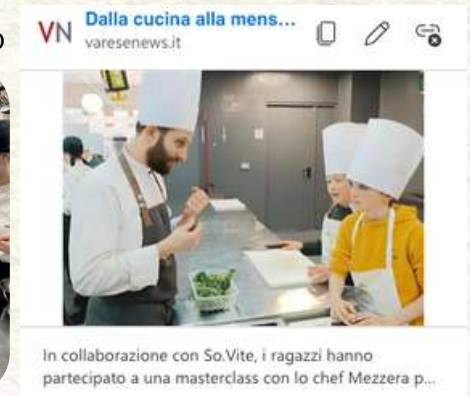 VN Dalla cucina alla mens...
varesenews.it
In collaborazione con So.Vite, i ragazzi hanno
partecipato a una masterclass con lo chef Mezzera p...